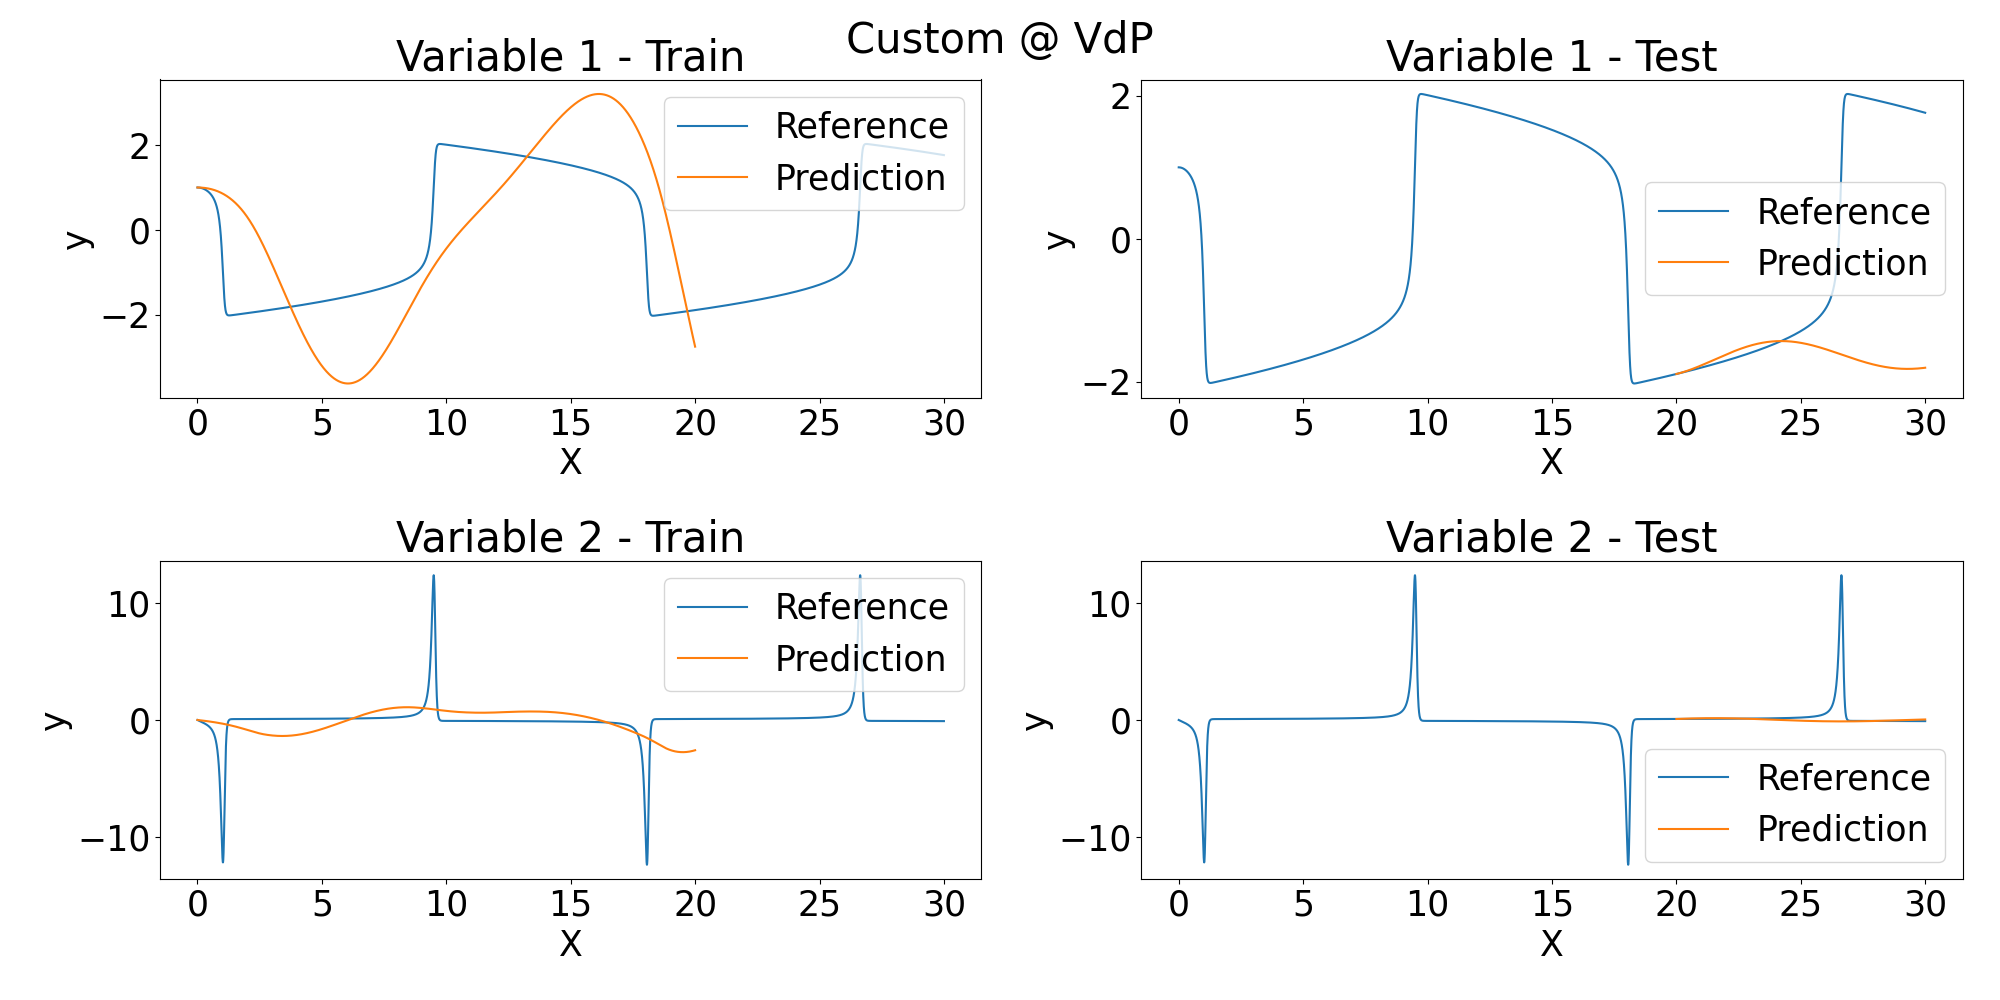 Custom @ VdP
Variable 1 - Train
Reference
Prediction
y
2
0
−2
0 5 10 15 20 25 30
X
Variable 1 - Test
Reference
Prediction
y
2
0
−2
0 5 10 15 20 25 30
X
Variable 2 - Train
Reference
Prediction
y
10
0
−10
0 5 10 15 20 25 30
X
Variable 2 - Test
Reference
Prediction
y
10
0
−10
0 5 10 15 20 25 30
X